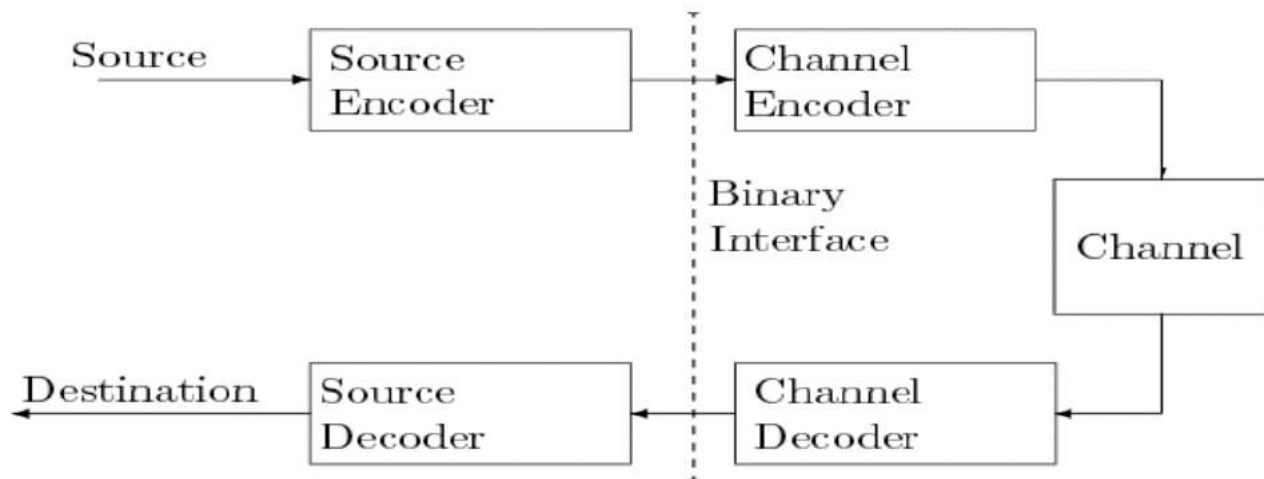 Source
Source
Encoder
Channel
Encoder
Binary
Interface
Channel
Destination
Source
Decoder
Channel
Decoder